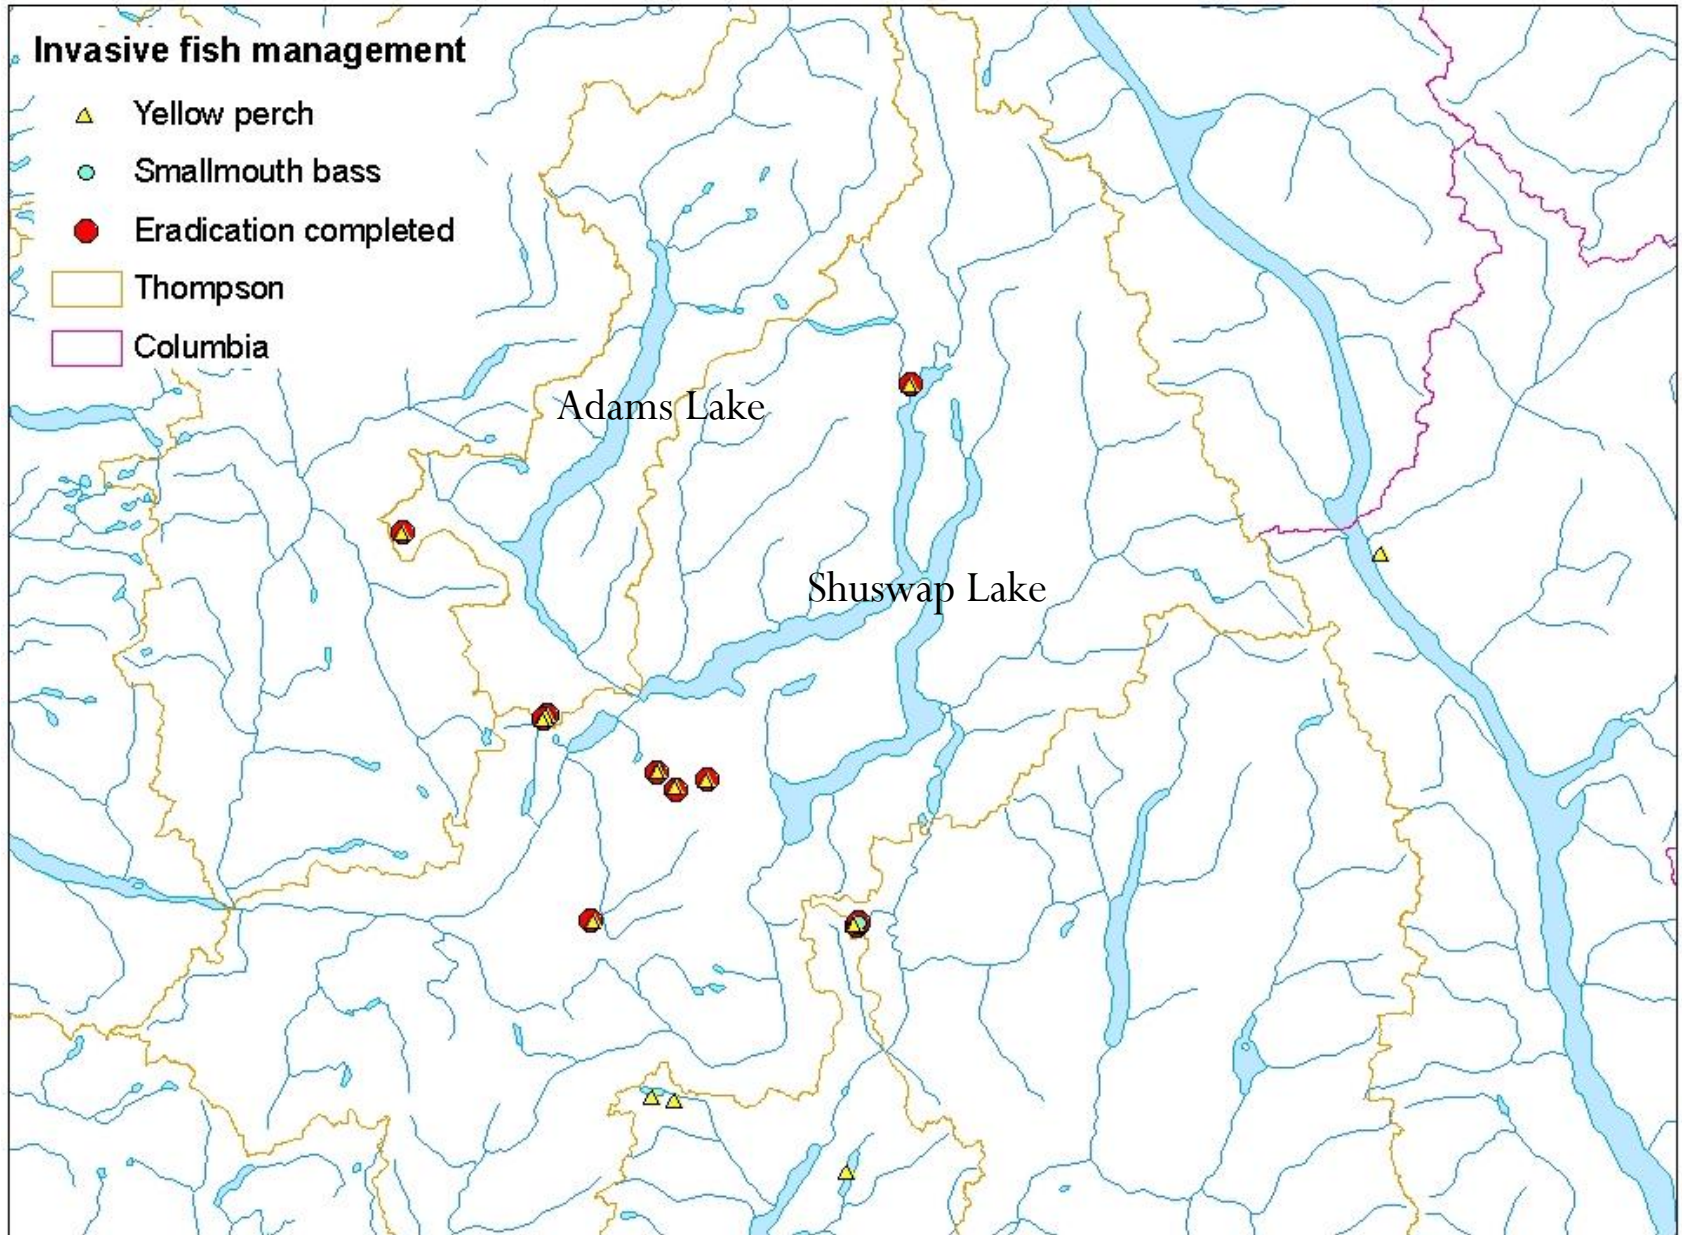 Invasive fish management
Yellow perch
Smallmouth bass
Eradication completed
Thompson
Columbia
Adams Lake
Shuswap Lake